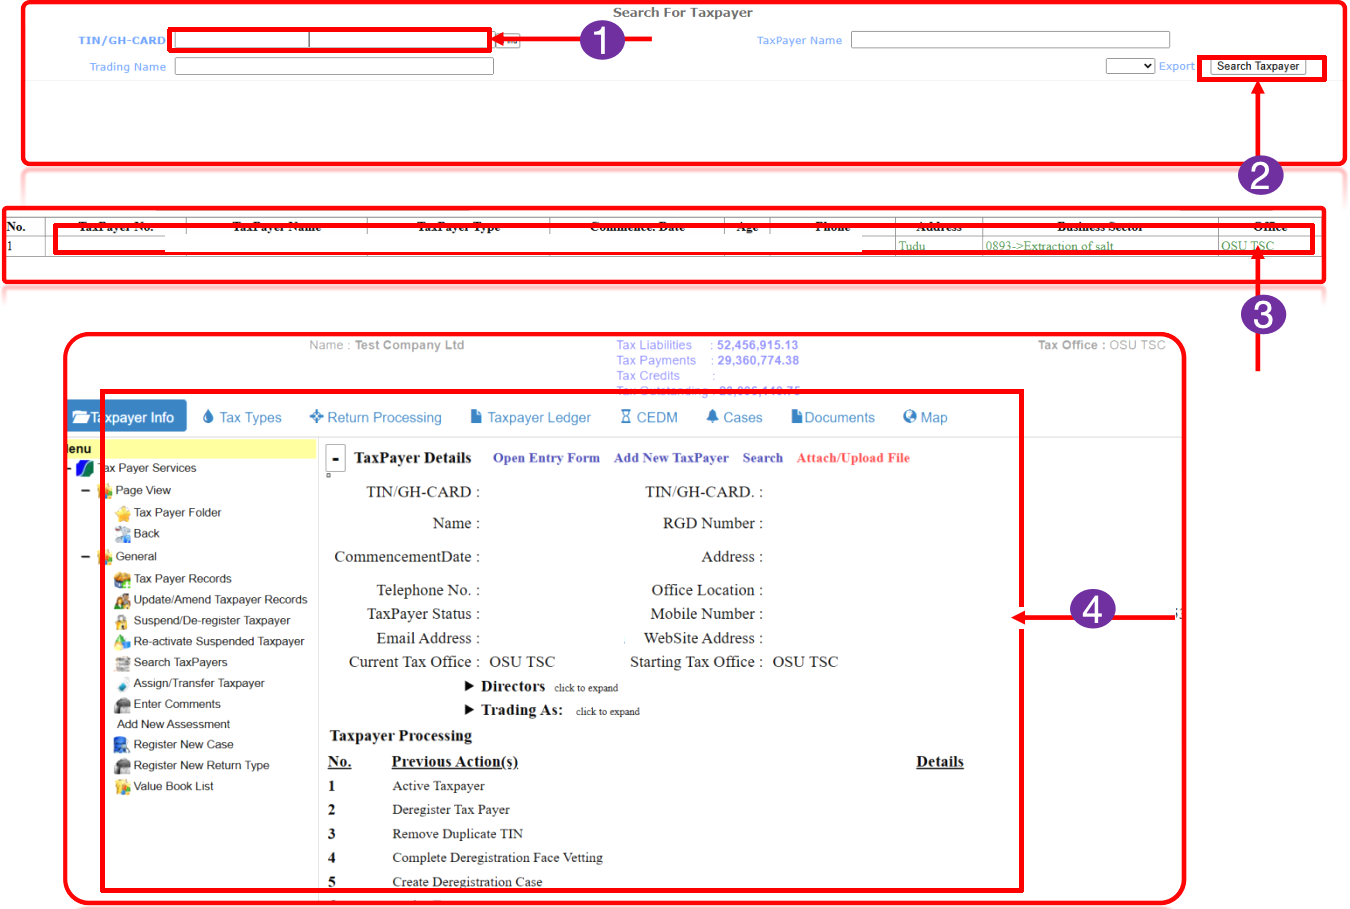 Search For Taxpayer
TIN/GH-CARD
1
TaxPayer Name
Trading Name
Export
Search Taxpayer
2
No. TaxPayer No. TaxPayer Name TaxPayer Type Commence. Date Age Phone Address Business Sector Office
1 Tudu 0893->Extraction of salt OSU TSC
3
Name : Test Company Ltd
Tax Liabilities : 52,456,915.13
Tax Office : OSU TSC
Tax Payments : 29,360,774.38
Tax Credits :
Tax Outstanding :
Taxpayer Info Tax Types Return Processing Taxpayer Ledger CEDM Cases Documents Map
enu
Tax Payer Services
Page View
Tax Payer Folder
Back
General
Tax Payer Records
Update/Amend Taxpayer Records
Suspend/De-register Taxpayer
Re-activate Suspended Taxpayer
Search TaxPayers
Assign/Transfer Taxpayer
Enter Comments
Add New Assessment
Register New Case
Register New Return Type
Value Book List
- TaxPayer Details Open Entry Form Add New TaxPayer Search Attach/Upload File
TIN/GH-CARD : TIN/GH-CARD. :
Name : RGD Number :
CommencementDate : Address :
Telephone No. : Office Location :
TaxPayer Status : Mobile Number :
4
Email Address : WebSite Address :
Current Tax Office : OSU TSC Starting Tax Office : OSU TSC
Directors click to expand
Trading As: click to expand
Taxpayer Processing
No. Previous Action(s) Details
1 Active Taxpayer
2 Deregister Tax Payer
3 Remove Duplicate TIN
4 Complete Deregistration Face Vetting
5 Create Deregistration Case